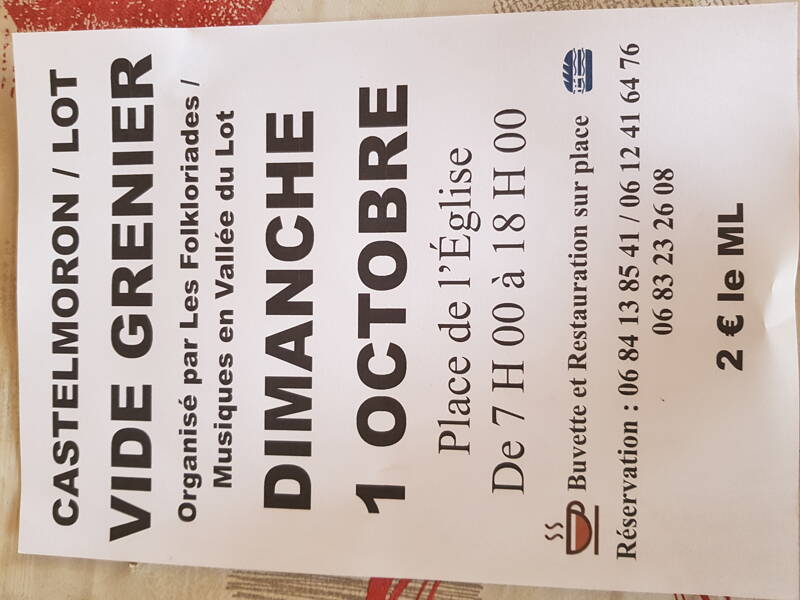 CASTELMORON / LOT
VIDE GRENIER
Organisé par Les Folkloriades /
Musiques en Vallée du Lot
DIMANCHE
1 OCTOBRE
Place de l'Église
De 7 H 00 à 18 H 00
Buvette et Restauration sur place
Réservation : 06 84 13 85 41 / 06 12 41 64 76
06 83 23 26 08
2 € le ML